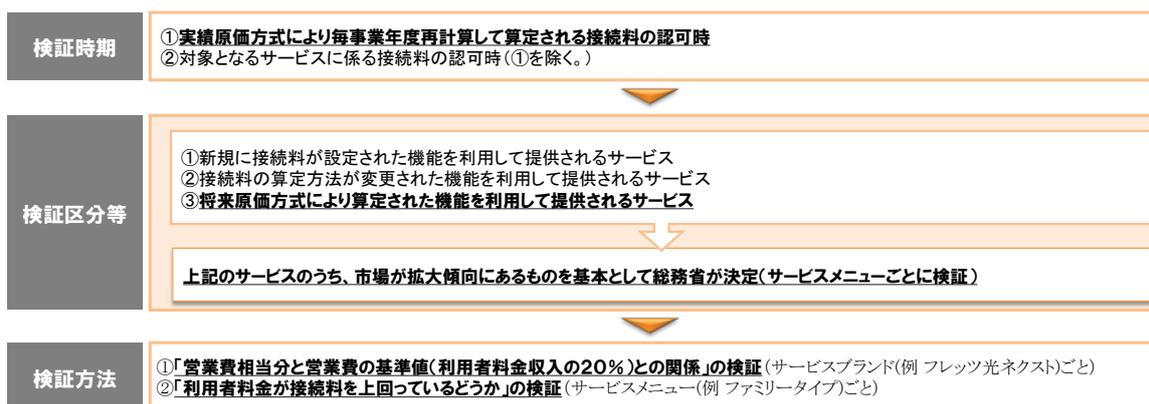 検証時期
①実績原価方式により毎事業年度再計算して算定される接続料の認可時
②対象となるサービスに係る接続料の認可時(①を除く。)
検証区分等
①新規に接続料が設定された機能を利用して提供されるサービス
②接続料の算定方法が変更された機能を利用して提供されるサービス
③将来原価方式により算定された機能を利用して提供されるサービス
上記のサービスのうち、市場が拡大傾向にあるものを基本として総務省が決定(サービスメニューごとに検証)
検証方法
①「営業費相当分と営業費の基準値(利用者料金収入の20%)との関係」の検証(サービスブランド(例 フレッツ光ネクスト)ごと)
②「利用者料金が接続料を上回っているどうか」の検証(サービスメニュー(例 ファミリータイプ)ごと)